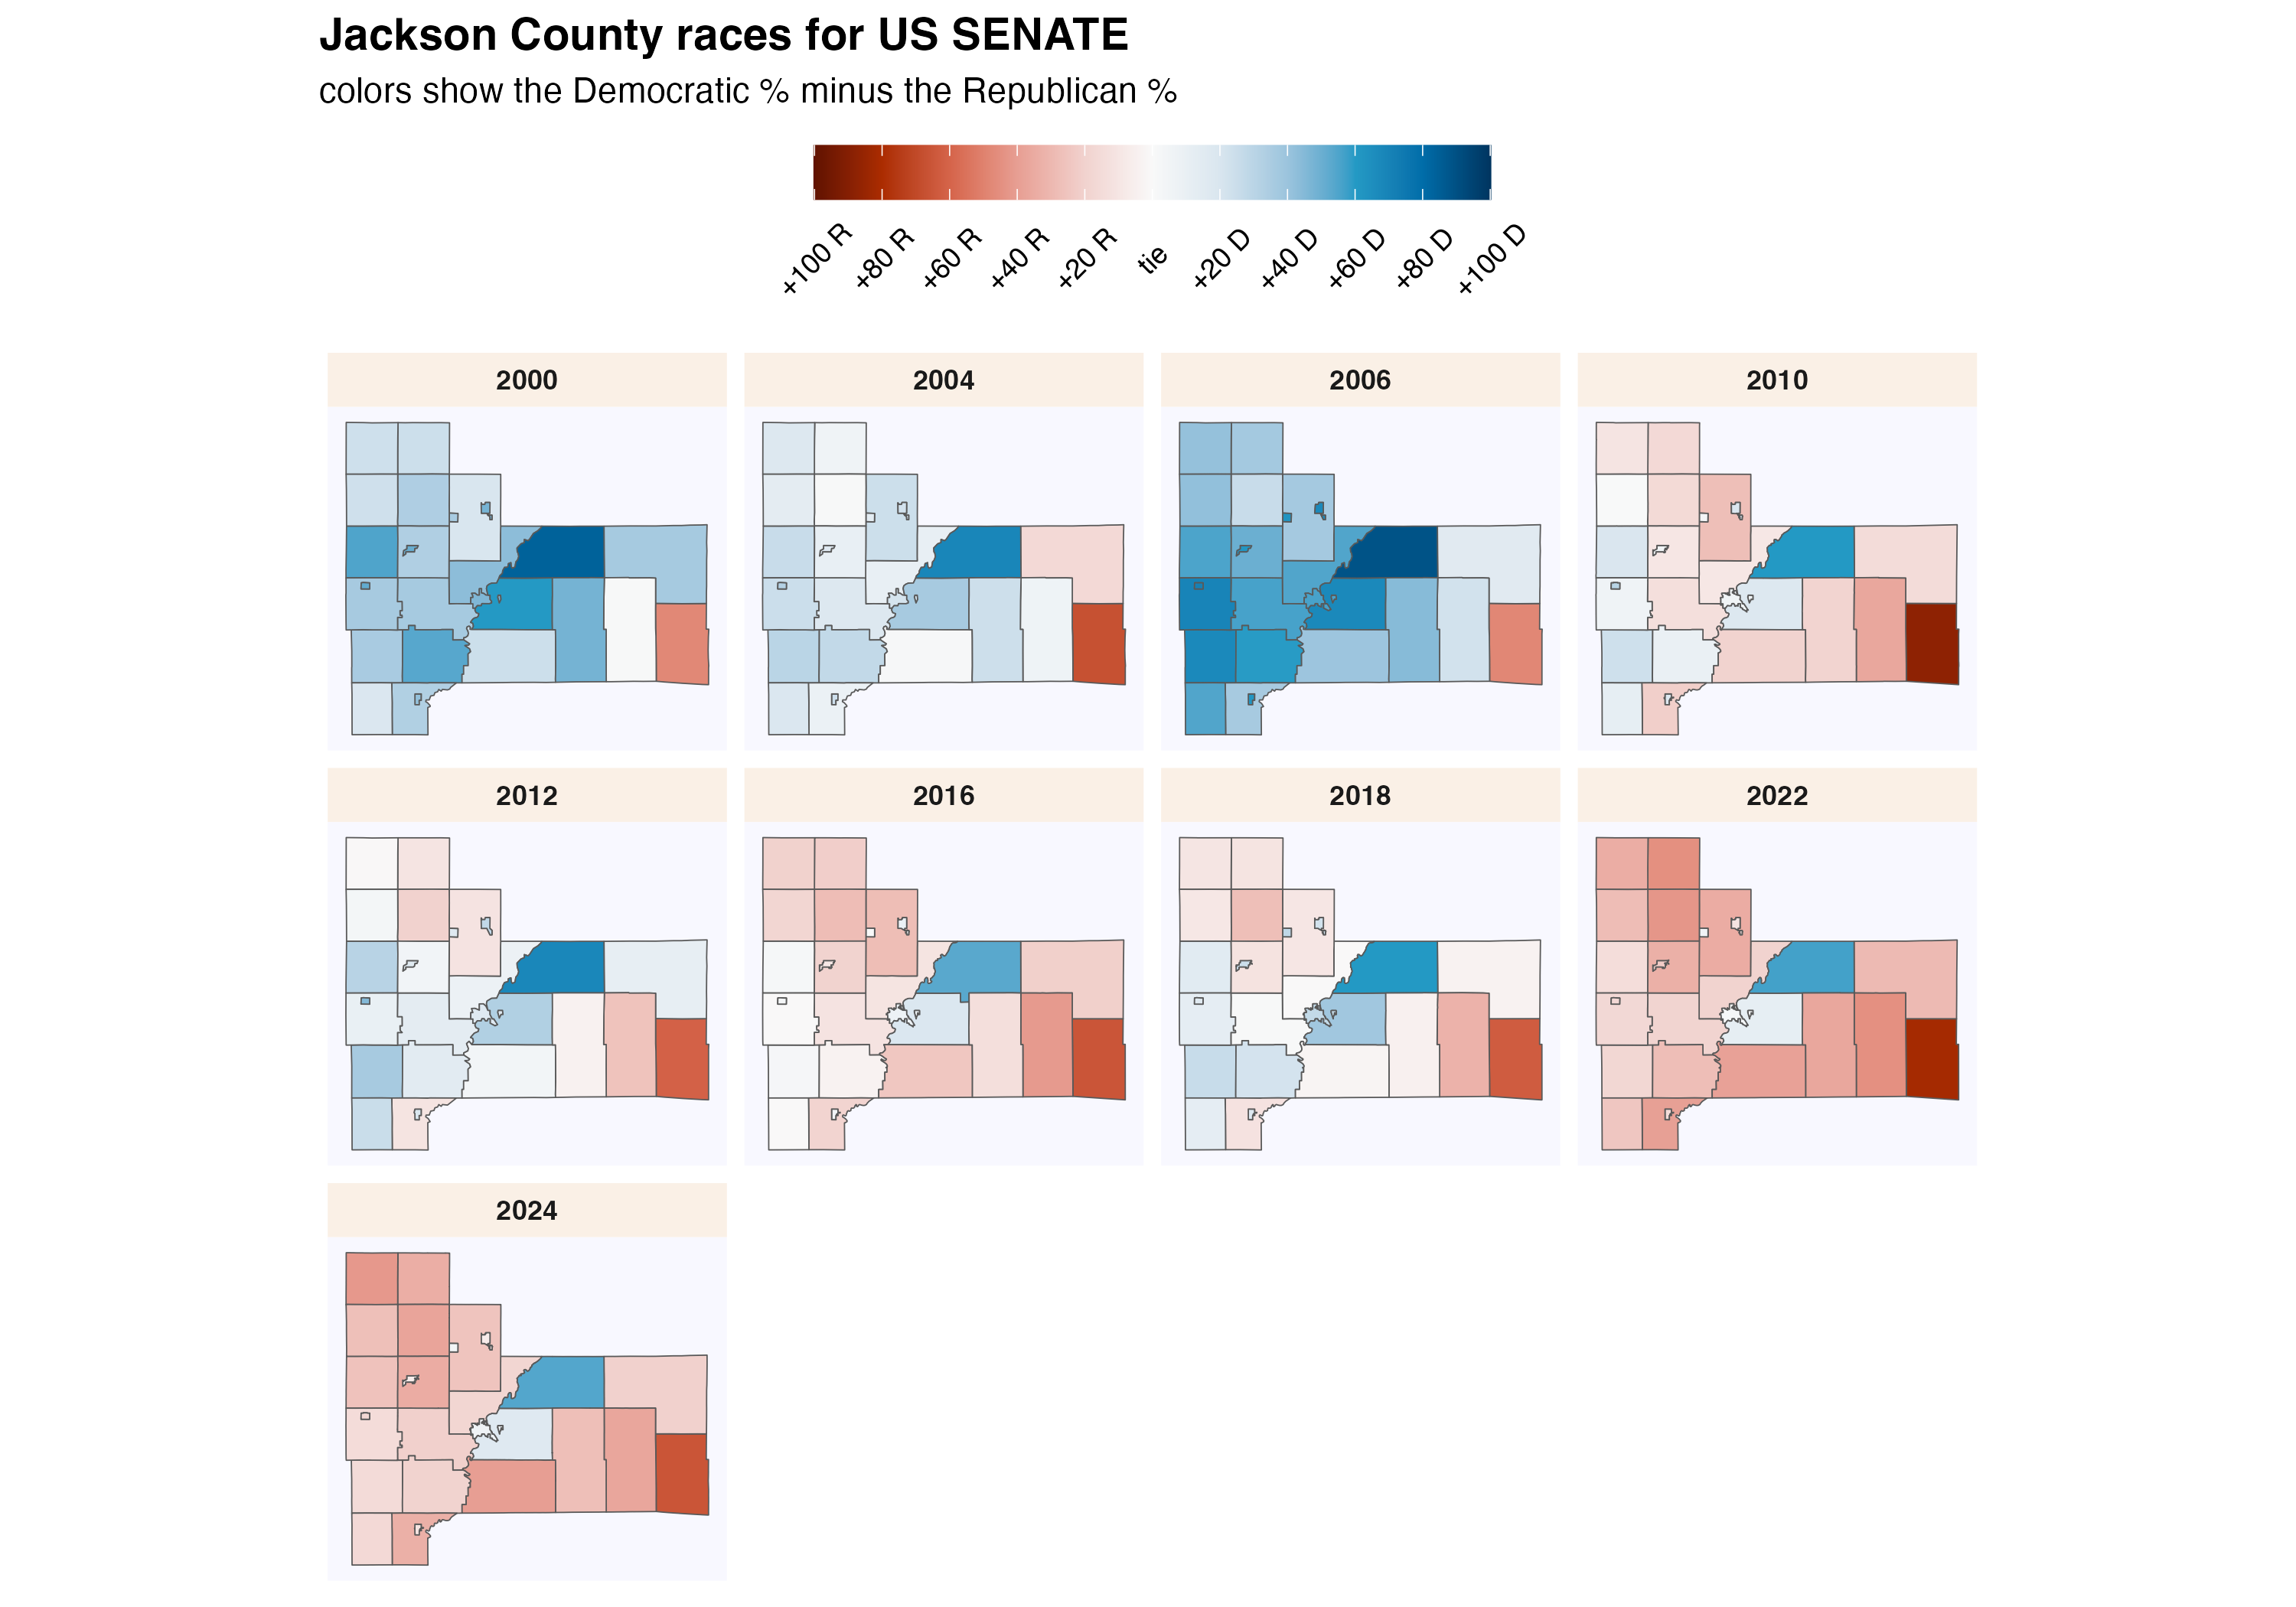 Jackson County races for US SENATE
colors show the Democratic % minus the Republican %
+100 R +80 R +60 R +40 R +20 R tie +20 D +40 D +60 D +80 D +100 D
2000 2004 2006 2010
2012 2016 2018 2022
2024